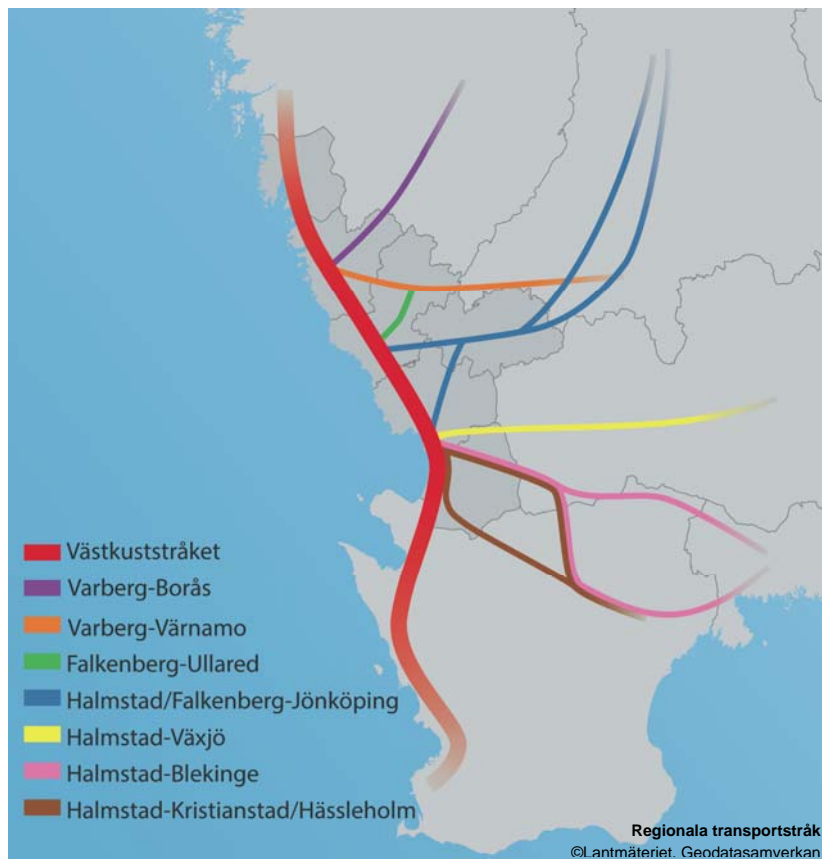 Västkuststråket
Varberg-Borås
Varberg-Värnamo
Falkenberg-Ullared
Halmstad/Falkenberg-Jönköping
Halmstad-Växjö
Halmstad-Blekinge
Halmstad-Kristianstad/Hässleholm
Regionala transportstråk
©Lantmäteriet, Geodatasamverkan